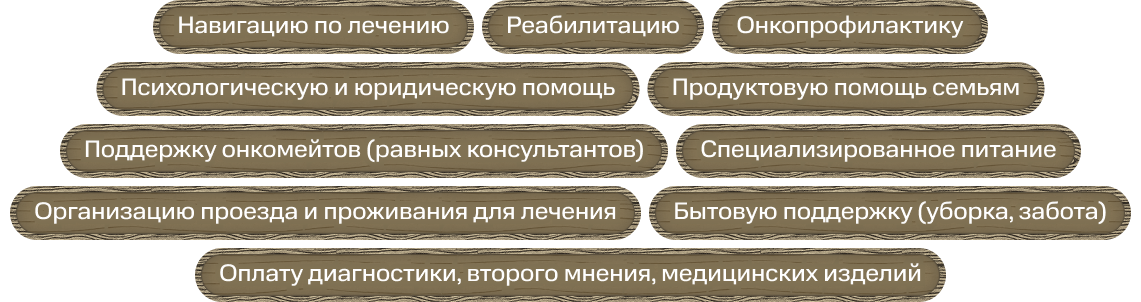 Навигацию по лечению
Реабилитацию
Онкопрофилактику
Психологическую и юридическую помощь
Продуктовую помощь семьям
Поддержку онкомейтов (равных консультантов)
Специализированное питание
Организацию проезда и проживания для лечения
Бытовую поддержку (уборка, забота)
Оплату диагностики, второго мнения, медицинских изделий